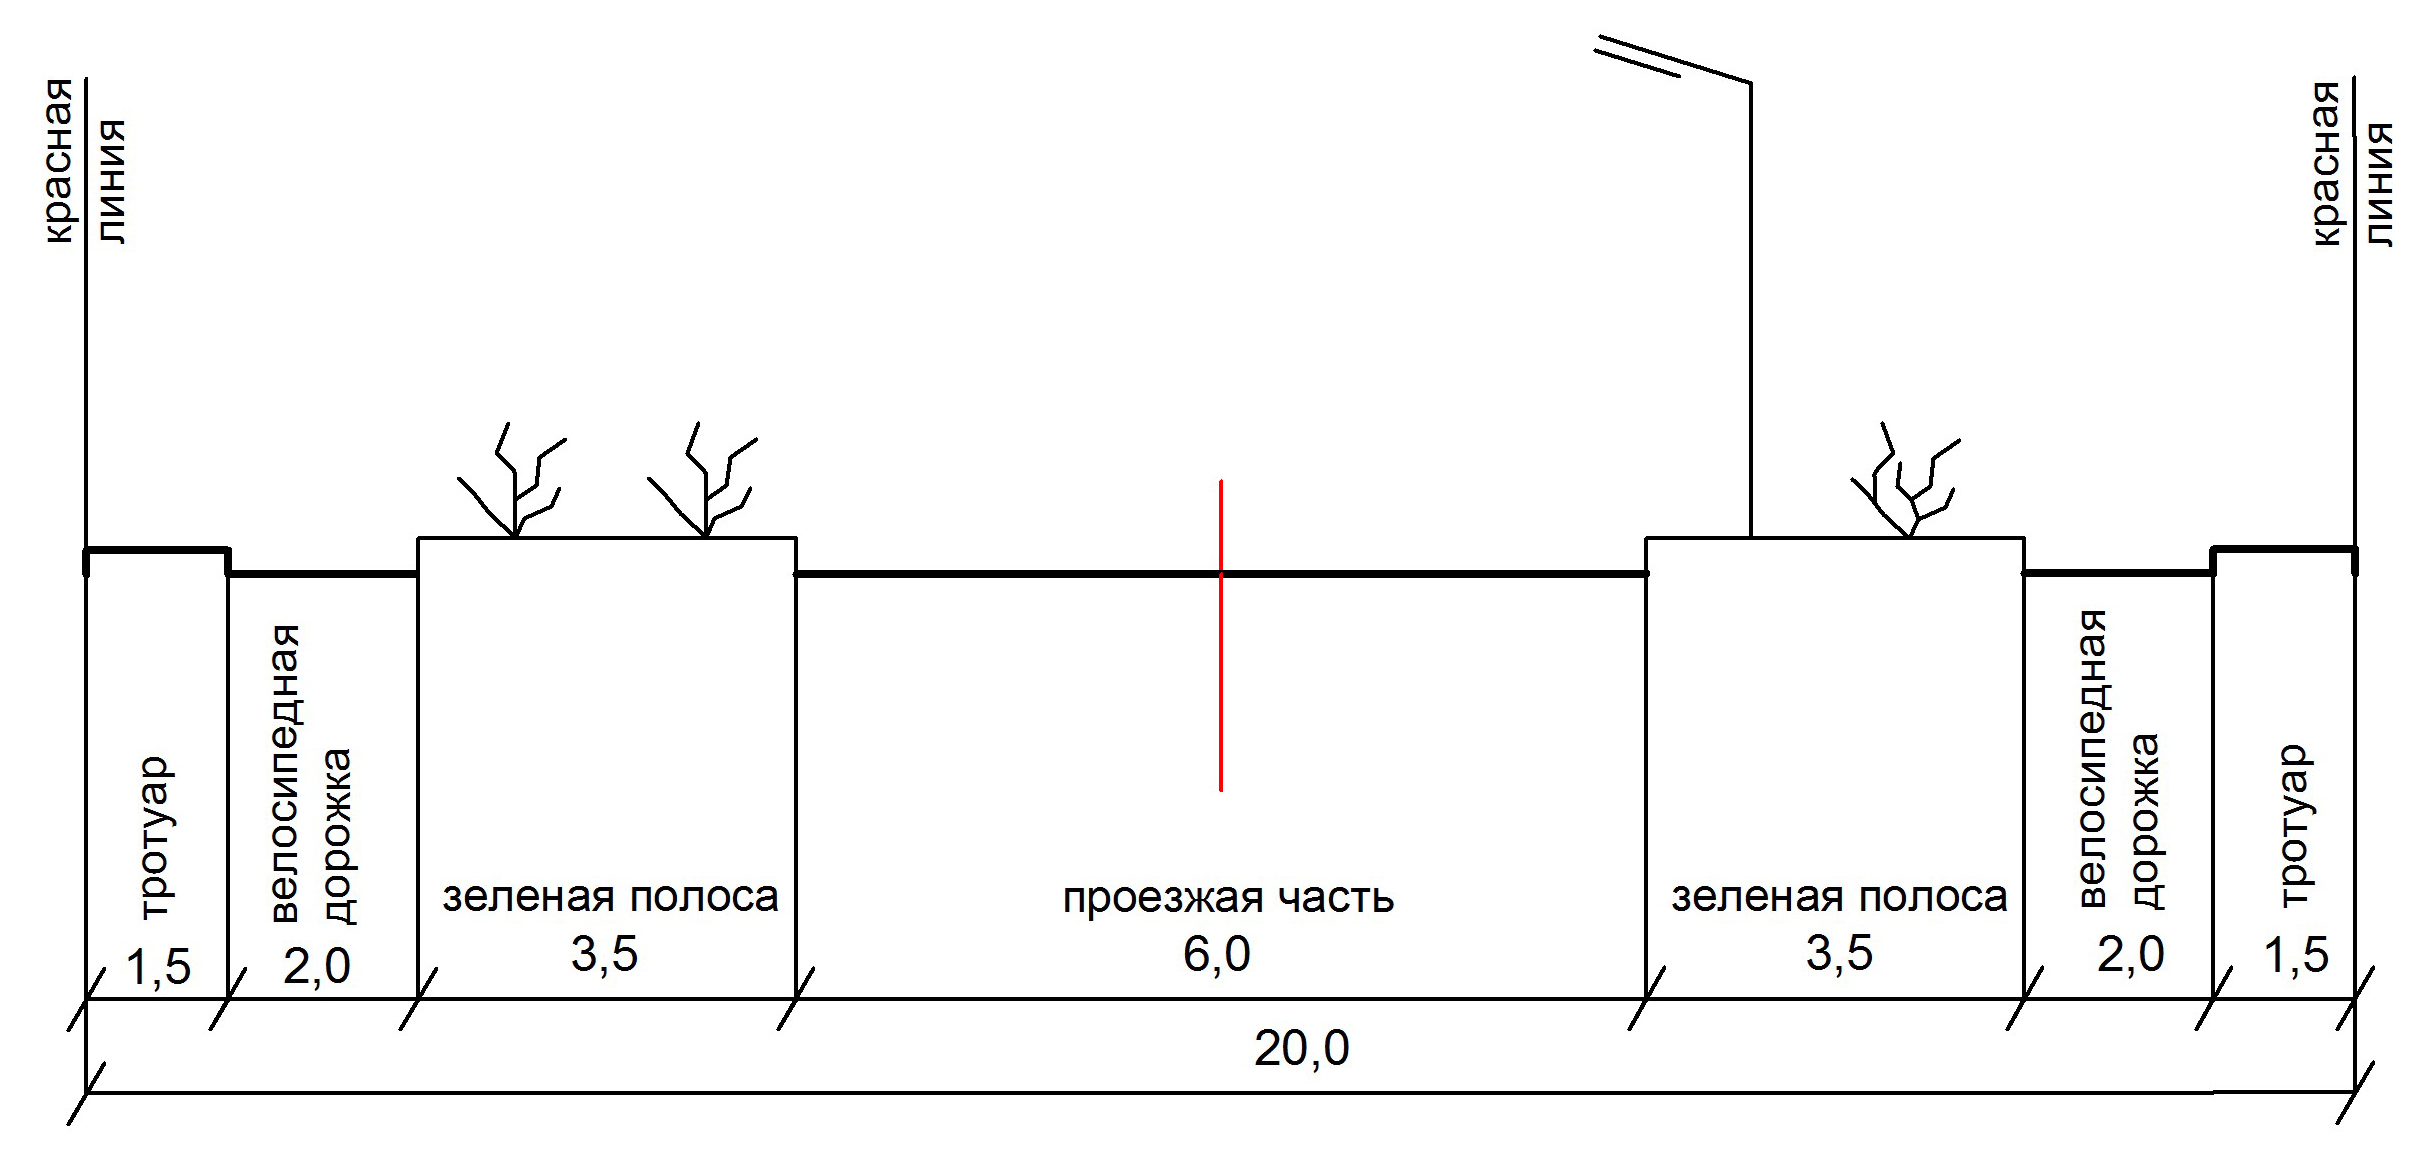 красная
линия
красная
линия
тротуар
1,5
велосипедная
дорожка
2,0
зеленая полоса
3,5
проезжая часть
6,0
зеленая полоса
3,5
велосипедная
дорожка
2,0
тротуар
1,5
20,0